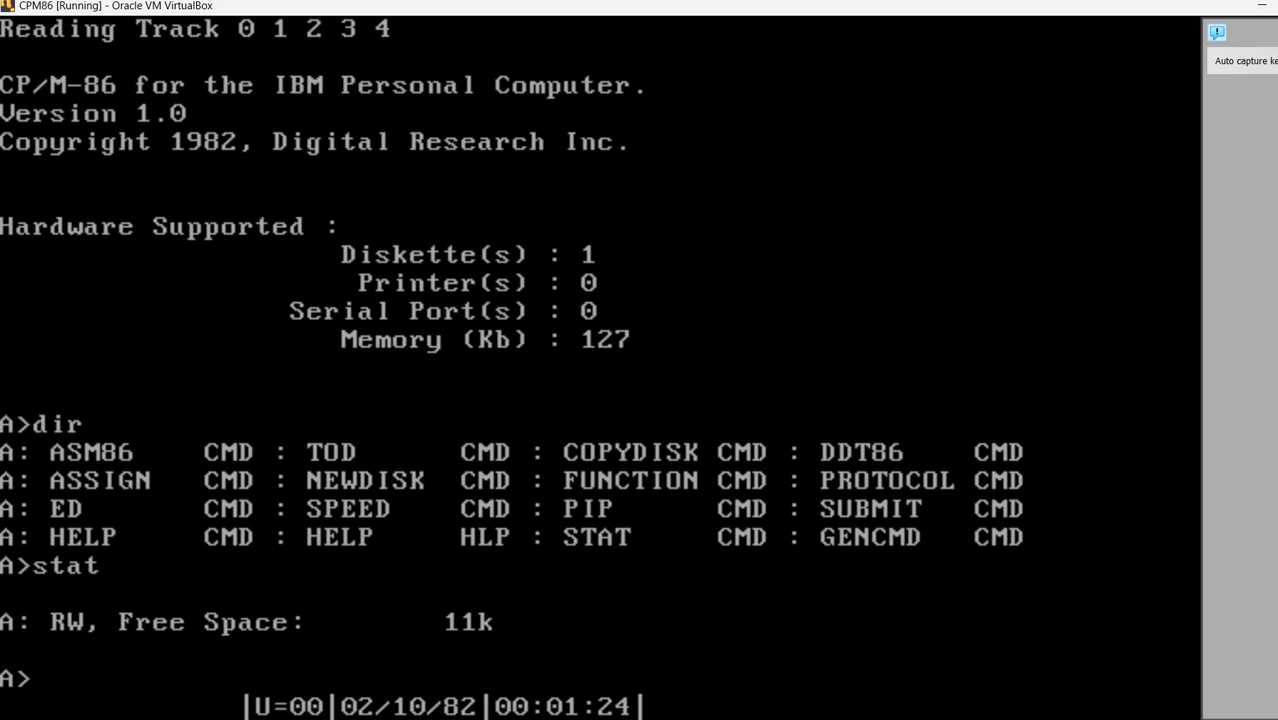 CPM86 [Running] - Oracle VM VirtualBox
Reading Track 0 1 2 3 4
CP/M-86 for the IBM Personal Computer.
Version 1.0
Copyright 1982, Digital Research Inc.
Hardware Supported :
Diskette(s) : 1
Printer(s) : 0
Serial Port(s) : 0
Memory (Kb) : 127
A>dir
A: ASM86    CMD : TOD      CMD : COPYDISK CMD : DDT86    CMD
A: ASSIGN   CMD : NEWDISK  CMD : FUNCTION CMD : PROTOCOL CMD
A: ED       CMD : SPEED    CMD : PIP      CMD : SUBMIT   CMD
A: HELP     CMD : HELP     HLP : STAT     CMD : GENCMD   CMD
A>stat
A: RW, Free Space:        11k
A>
|U=00|02/10/82|00:01:24|
Auto capture ke